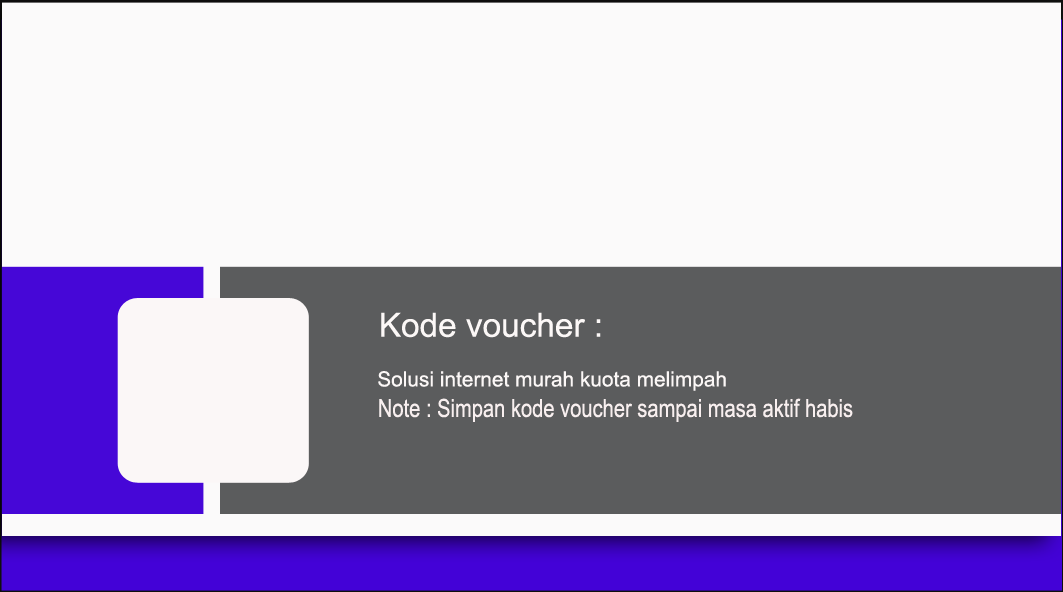 Kode voucher :
Solusi internet murah kuota melimpah
Note : Simpan kode voucher sampai masa aktif habis